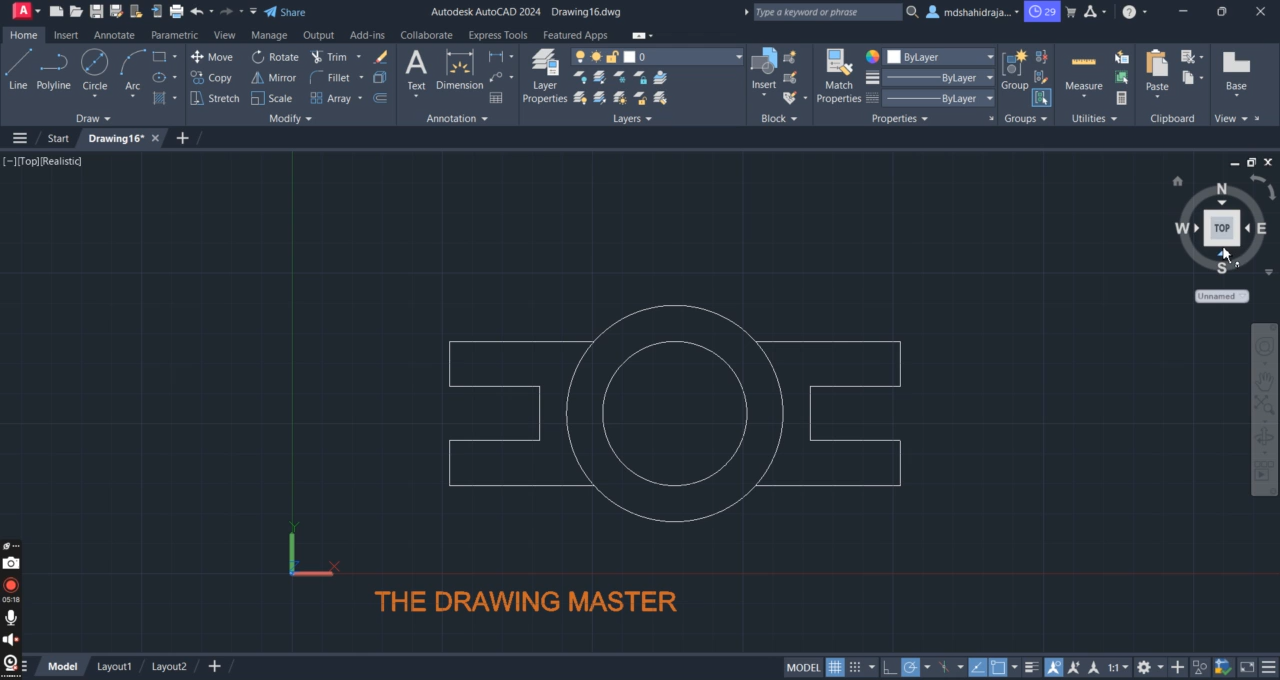 A Share Autodesk AutoCAD 2024 Drawing16.dwg Type a keyword or phrase mdshahidraja... 29
Home Insert Annotate Parametric View Manage Output Add-ins Collaborate Express Tools Featured Apps
Line Polyline Circle Arc
Draw
Move Rotate Trim
Copy Mirror Fillet
Stretch Scale Array
Modify
Text Dimension
Annotation
Layer Properties
0
Layers
Insert
Block
Match Properties
ByLayer
ByLayer
ByLayer
Properties
Group
Groups
Measure
Utilities
Paste
Clipboard
Base
View
Start Drawing16* +
[−][Top][Realistic]
N
W TOP E
S
Unnamed
Y
X
THE DRAWING MASTER
05:18
Model Layout1 Layout2 + MODEL 1:1